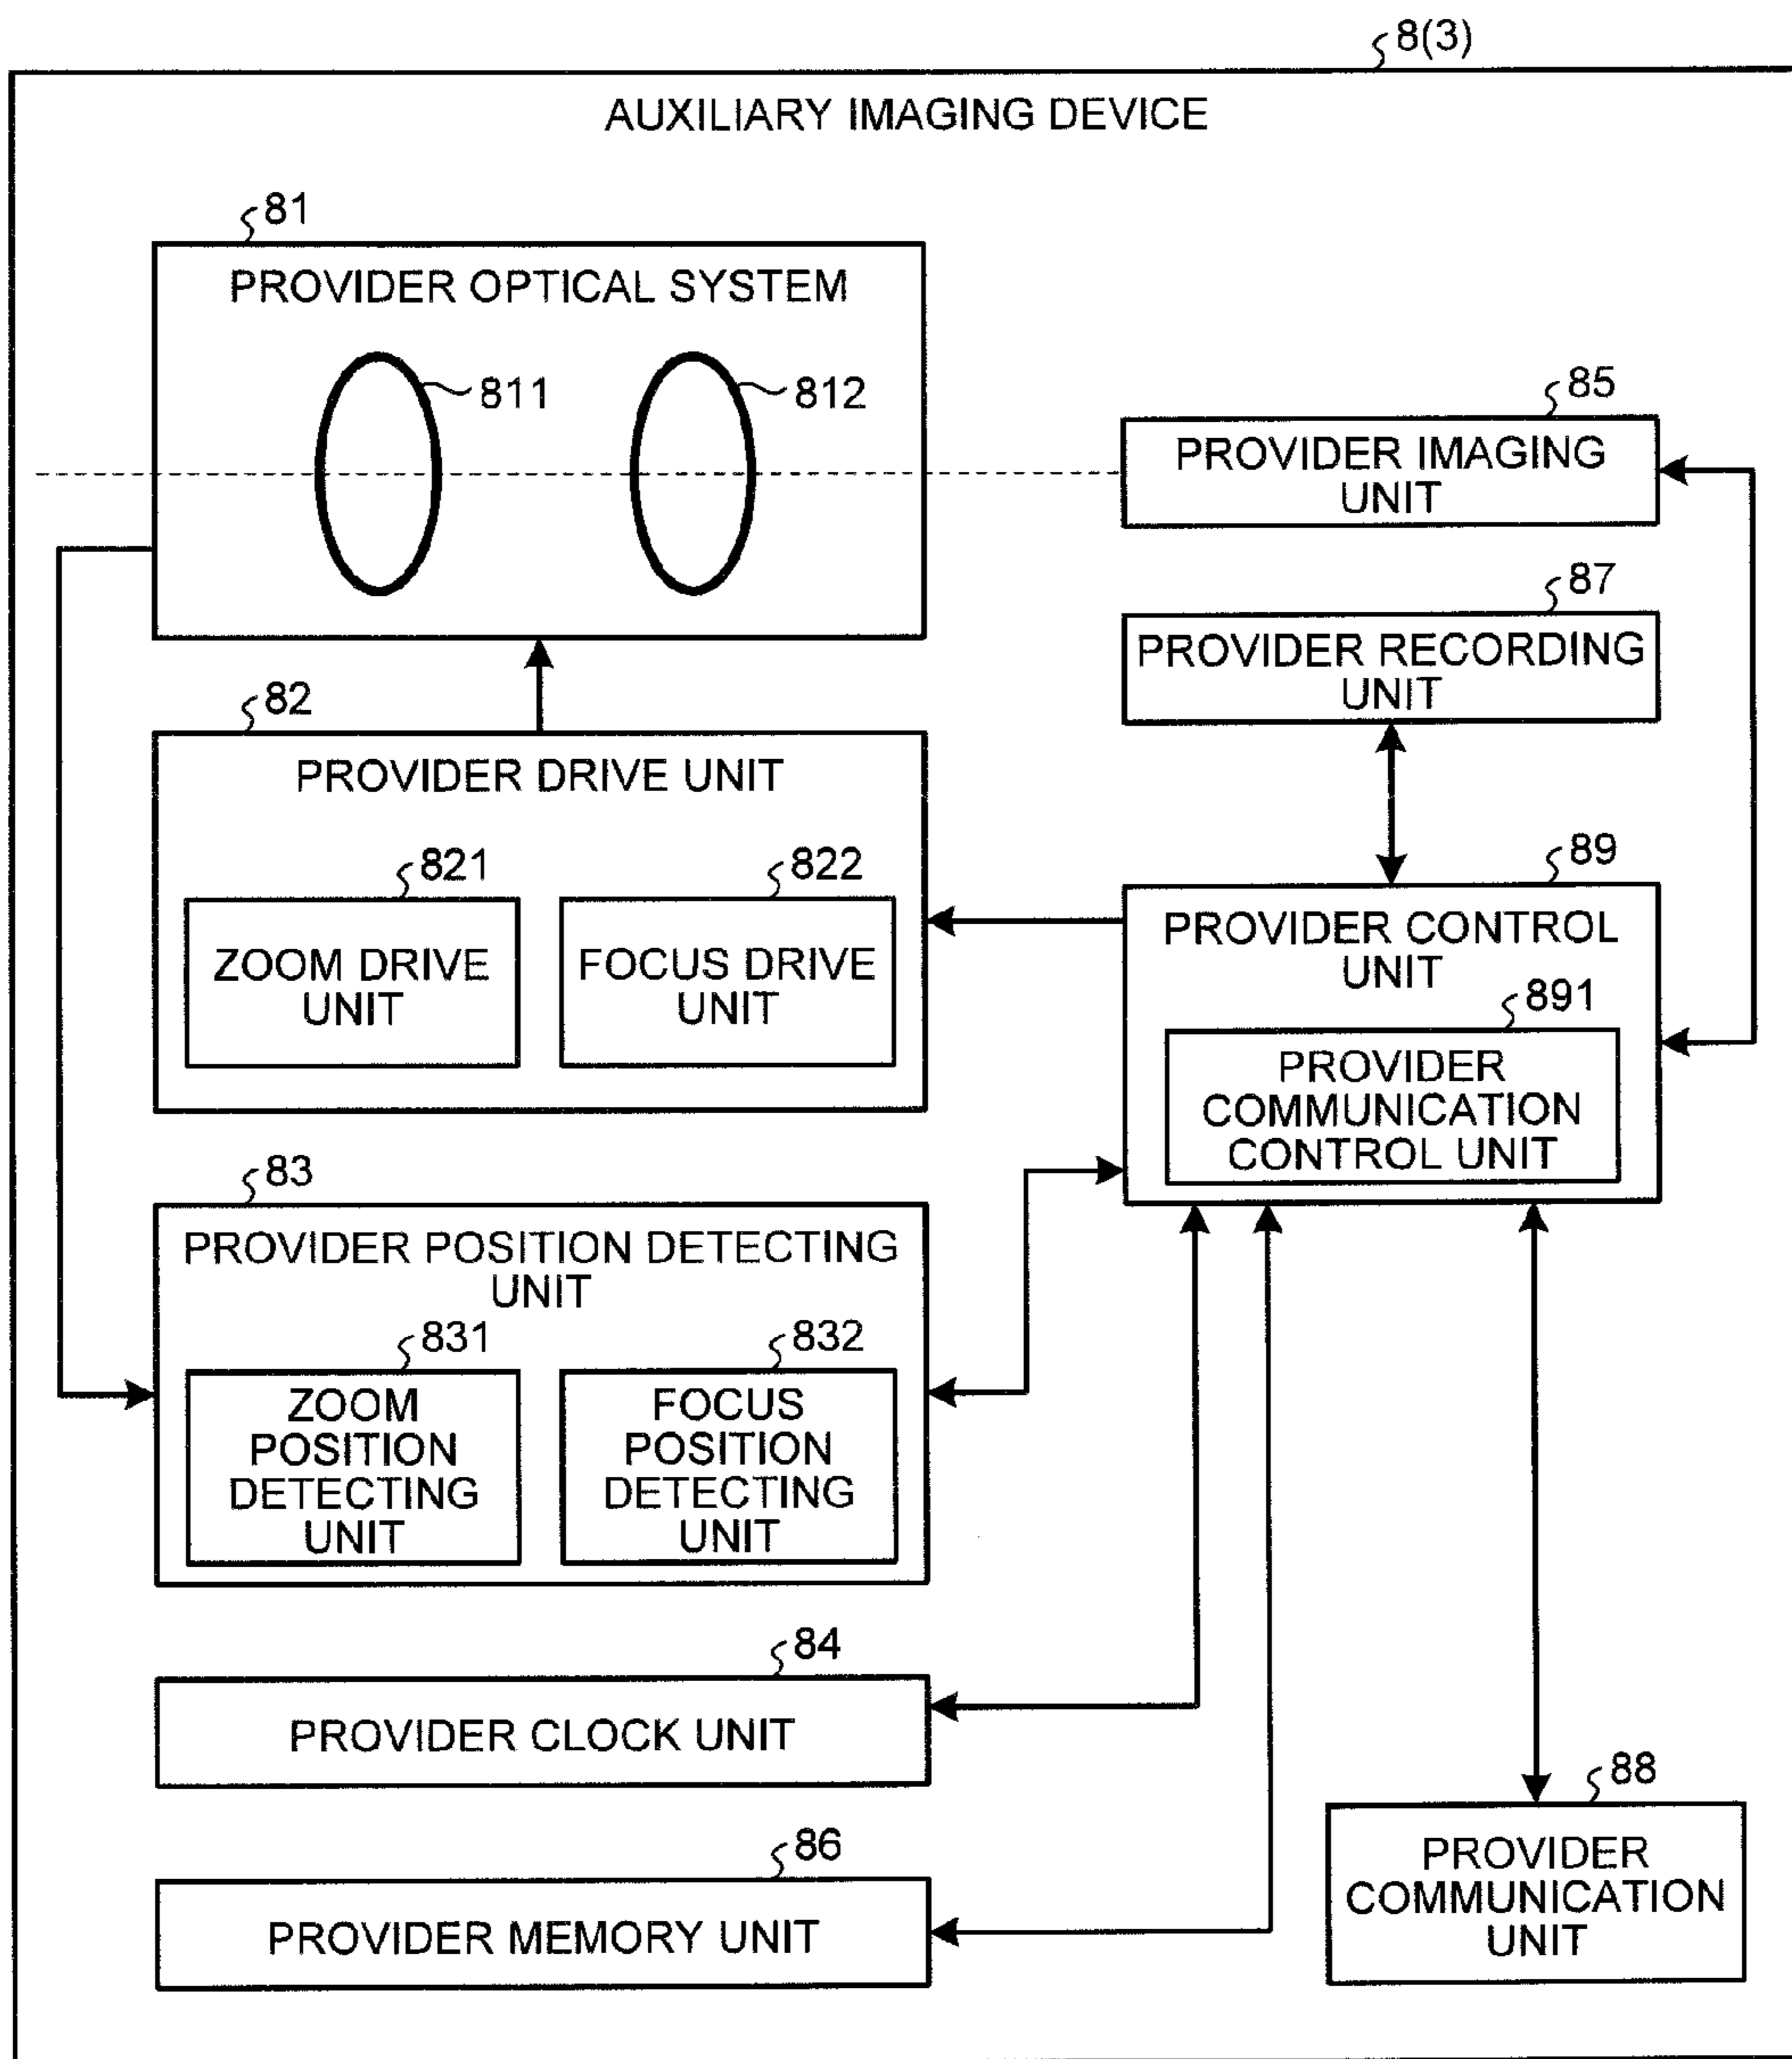 8(3)
AUXILIARY IMAGING DEVICE
81
PROVIDER OPTICAL SYSTEM
811
812
85
PROVIDER IMAGING
UNIT
87
PROVIDER RECORDING
UNIT
82
PROVIDER DRIVE UNIT
821
ZOOM DRIVE
UNIT
822
FOCUS DRIVE
UNIT
89
PROVIDER CONTROL
UNIT
891
PROVIDER
COMMUNICATION
CONTROL UNIT
83
PROVIDER POSITION DETECTING
UNIT
831
ZOOM
POSITION
DETECTING
UNIT
832
FOCUS
POSITION
DETECTING
UNIT
84
PROVIDER CLOCK UNIT
86
PROVIDER MEMORY UNIT
88
PROVIDER
COMMUNICATION
UNIT